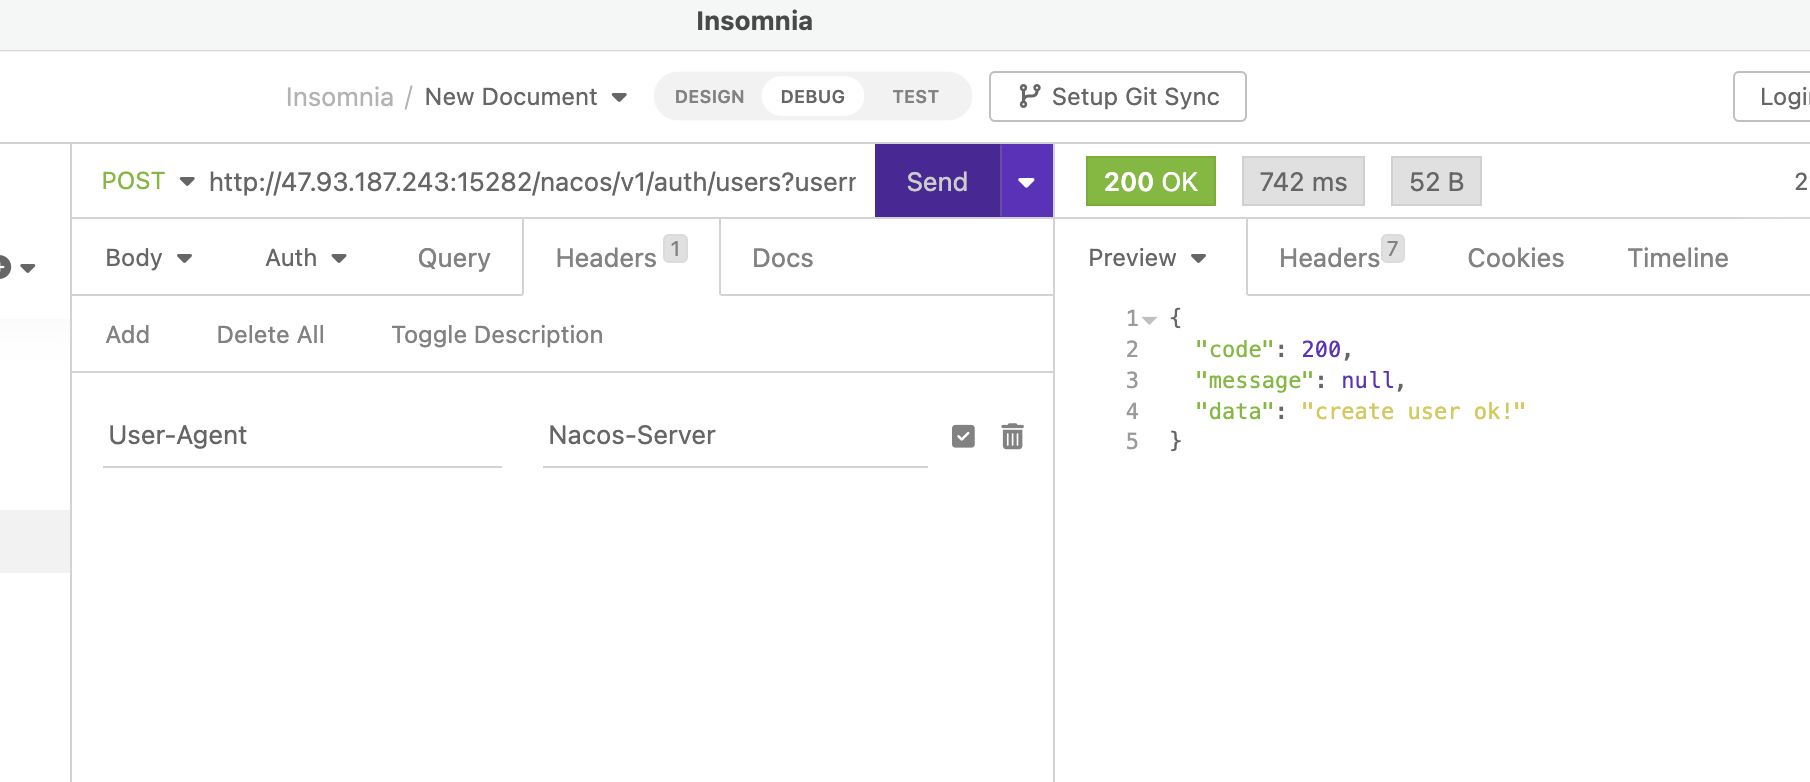 Insomnia
Insomnia / New Document DESIGN DEBUG TEST Setup Git Sync
POST http://47.93.187.243:15282/nacos/v1/auth/users?userr Send 200 OK 742 ms 52 B 2
Body Auth Query Headers 1 Docs Preview Headers 7 Cookies Timeline
Add Delete All Toggle Description
User-Agent Nacos-Server
1 {
2 "code": 200,
3 "message": null,
4 "data": "create user ok!"
5 }